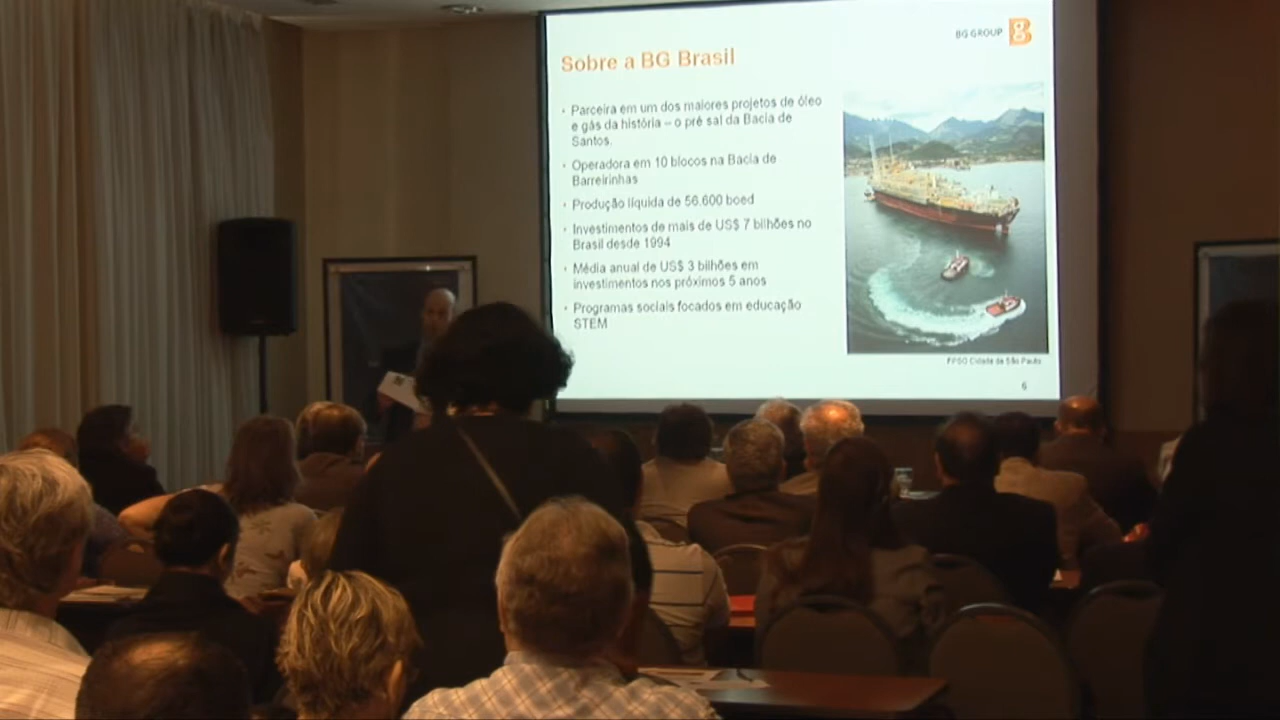 BG GROUP
Sobre a BG Brasil
• Parceira em um dos maiores projetos de óleo
e gás da história – o pré sal da Bacia de
Santos.
• Operadora em 10 blocos na Bacia de
Barreirinhas
• Produção líquida de 56.600 boed
• Investimentos de mais de US$ 7 bilhões no
Brasil desde 1994
• Média anual de US$ 3 bilhões em
investimentos nos próximos 5 anos
• Programas sociais focados em educação
STEM
FPSO Cidade de São Paulo
6